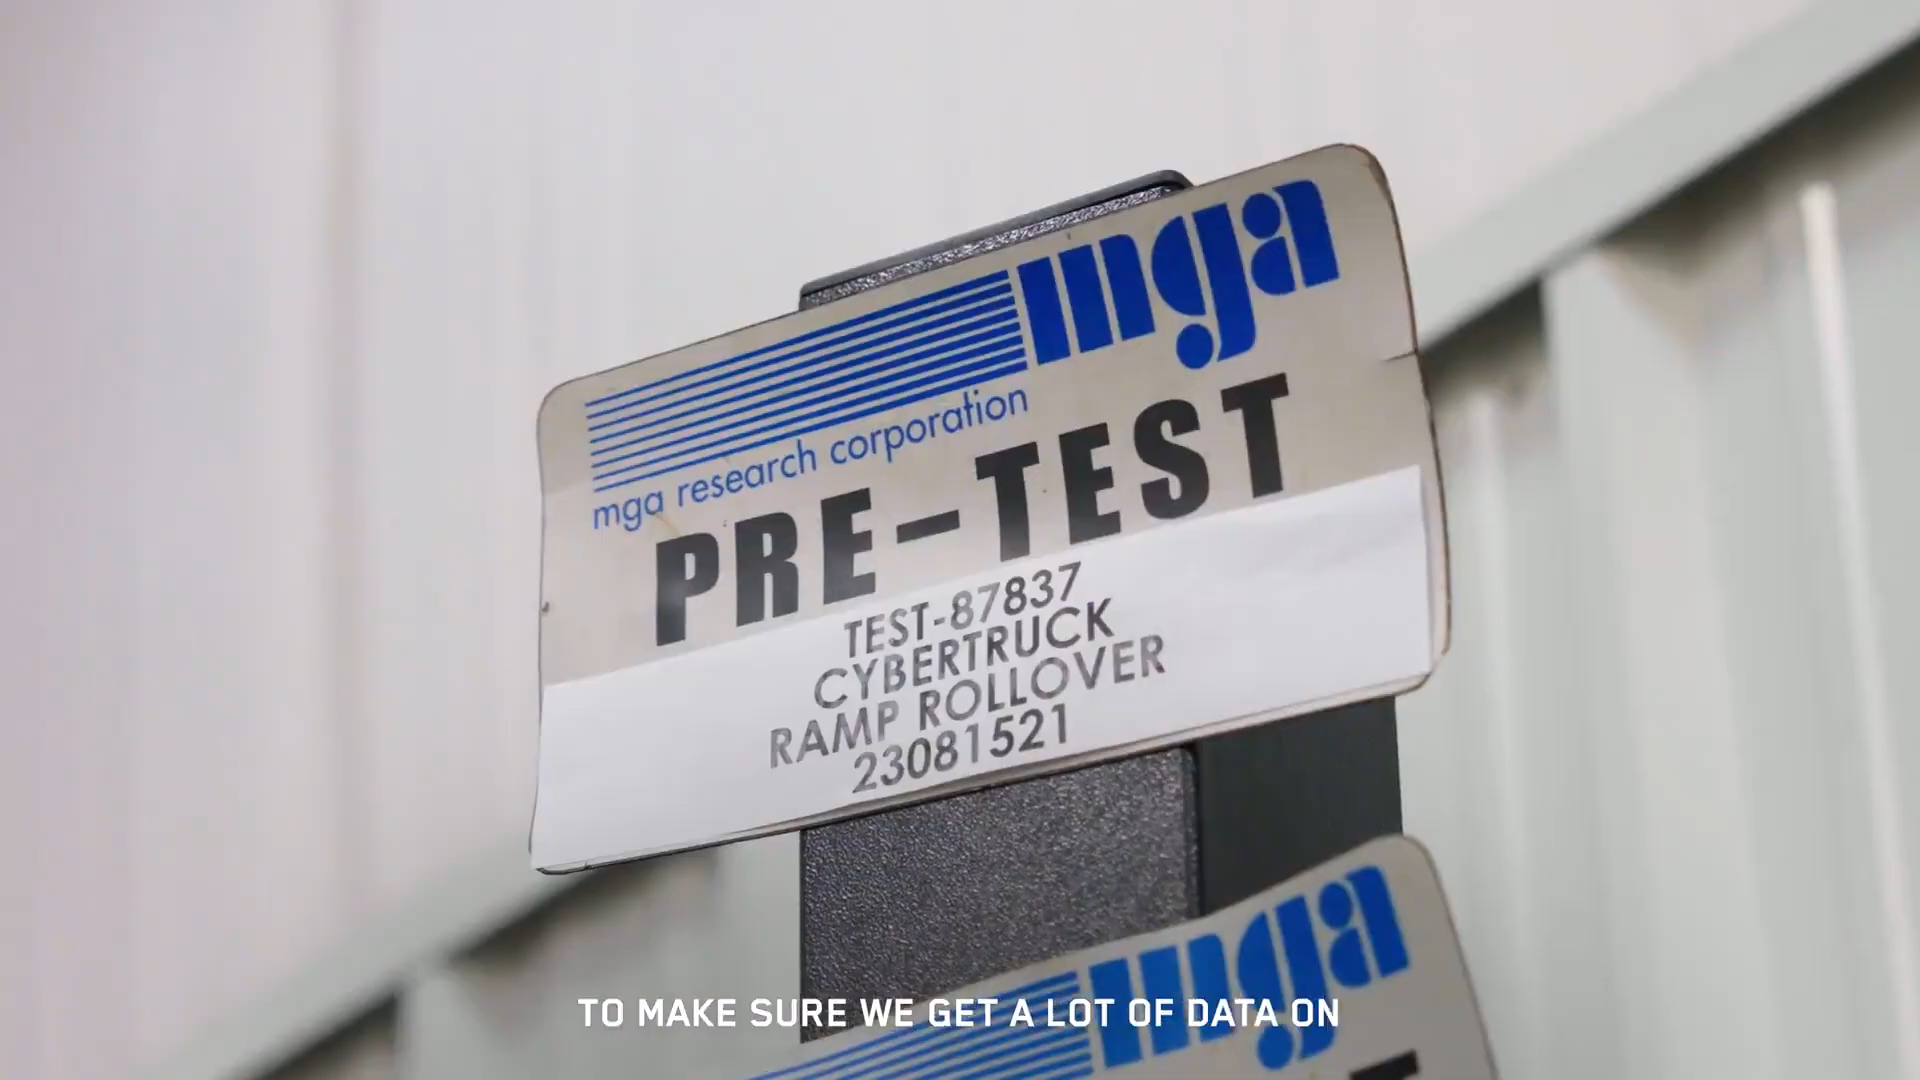 mga
mga research corporation
PRE-TEST
TEST-87837
CYBERTRUCK
RAMP ROLLOVER
23081521
mga
TO MAKE SURE WE GET A LOT OF DATA ON